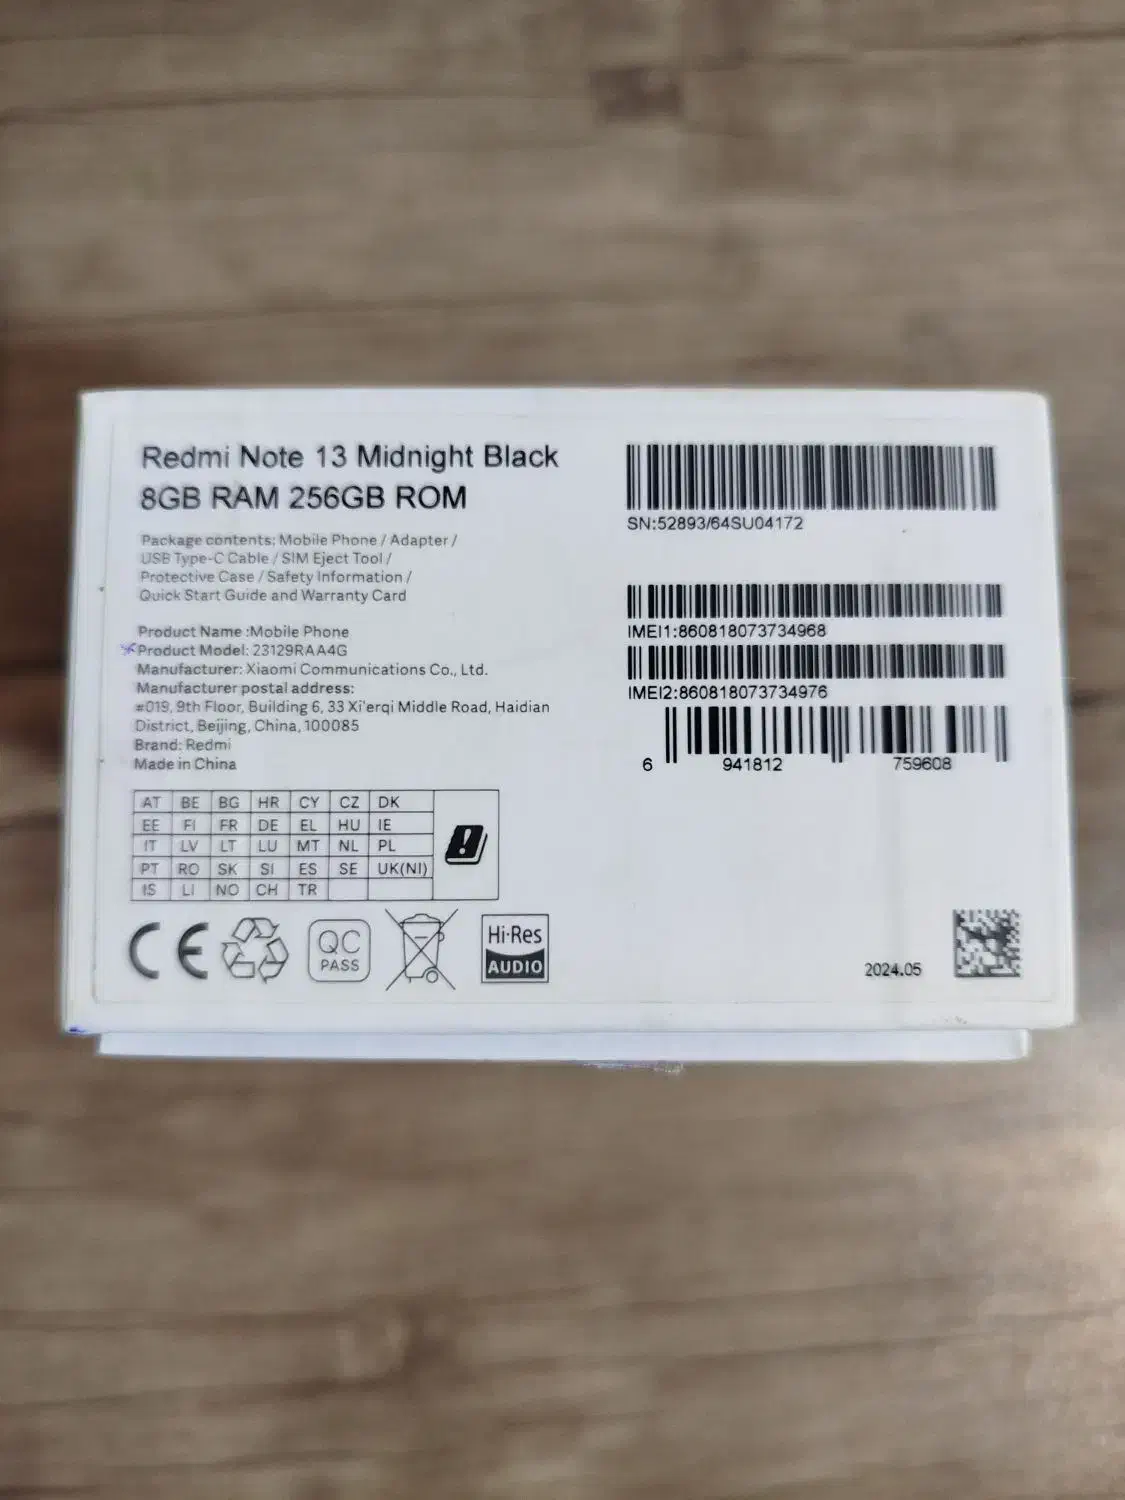 Redmi Note 13 Midnight Black
8GB RAM 256GB ROM
Package contents: Mobile Phone / Adapter /
USB Type-C Cable / SIM Eject Tool /
Protective Case / Safety Information /
Quick Start Guide and Warranty Card
Product Name :Mobile Phone
Product Model: 23129RAA4G
Manufacturer: Xiaomi Communications Co., Ltd.
Manufacturer postal address:
#019, 9th Floor, Building 6, 33 Xi'erqi Middle Road, Haidian
District, Beijing, China, 100085
Brand: Redmi
Made in China
AT BE BG HR CY CZ DK
EE FI FR DE EL HU IE
IT LV LT LU MT NL PL
PT RO SK SI ES SE UK(NI)
IS LI NO CH TR
CE
QC
PASS
Hi-Res
AUDIO
SN:52893/64SU04172
IMEI1:860818073734968
IMEI2:860818073734976
6 941812 759608
2024.05